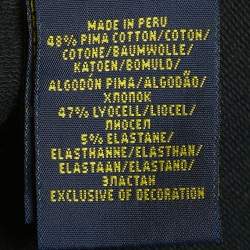 MADE IN PERU
48% PIMA COTTON/COTON/
COTONE/BAUMWOLLE/
KATOEN/BOMULD/
ALGODÓN PIMA/ALGODÃO/
ХЛОПОК
47% LYOCELL/LIOCEL/
ЛИОСЕЛ
5% ELASTANE/
ELASTHANNE/ELASTHAN/
ELASTAAN/ELASTANO/
ЭЛАСТАН
EXCLUSIVE OF DECORATION